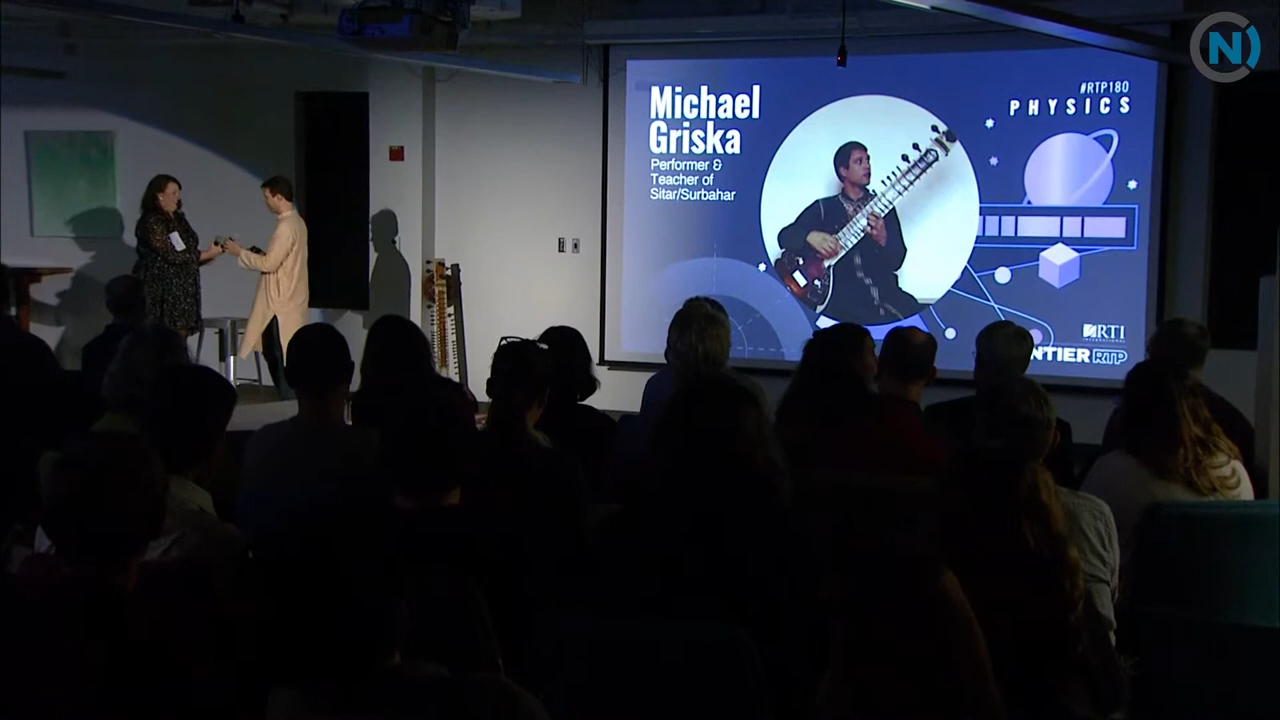 N
Michael
Griska
Performer &
Teacher of
Sitar/Surbahar
#RTP180
PHYSICS
RTI
INTERNATIONAL
NTIER RTP